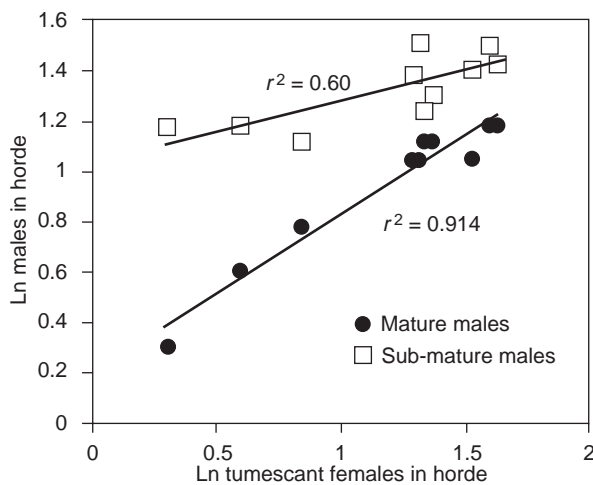 Ln males in horde
1.6
1.4
1.2
1
0.8
0.6
0.4
0.2
0
r² = 0.60
r² = 0.914
Mature males
Sub-mature males
0
0.5
1
1.5
2
Ln tumescant females in horde